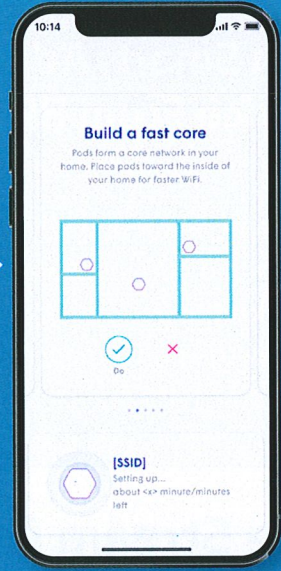 10:14
Build a fast core
Pods form a core network in your
home. Place pods toward the inside of
your home for faster WiFi.
Do
[SSID]
Setting up...
about <x> minute/minutes
left